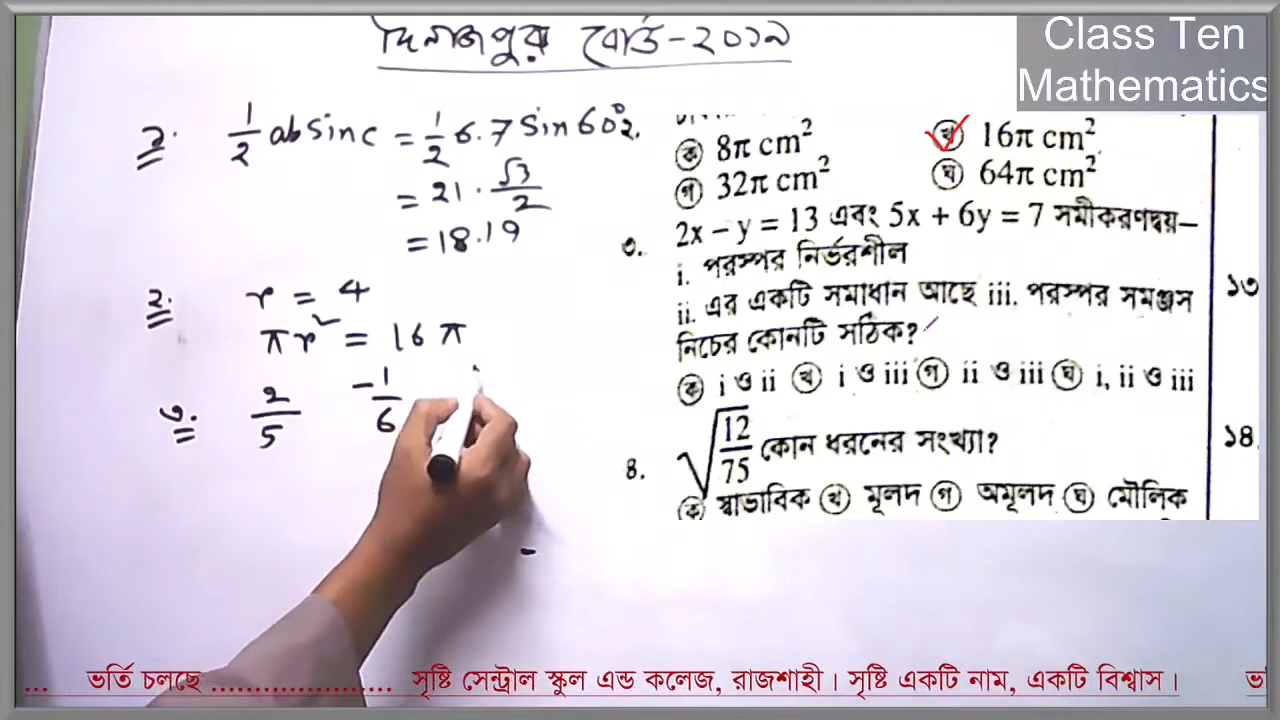 দিনাজপুর বোর্ড-২০১৯
Class Ten
Mathematics
১. 1/2 ab sin c = 1/2 6.7 Sin 60°
= 21 . √3/2
= 18.19
২. r = 4
πr² = 16 π
৩. 2/5 -1/6
২.
ক 8π cm² খ 16π cm²
গ 32π cm² ঘ 64π cm²
৩. 2x – y = 13 এবং 5x + 6y = 7 সমীকরণদ্বয়–
i. পরস্পর নির্ভরশীল
ii. এর একটি সমাধান আছে iii. পরস্পর সমঞ্জস
নিচের কোনটি সঠিক?
ক i ও ii খ i ও iii গ ii ও iii ঘ i, ii ও iii
৪. √12/75 কোন ধরনের সংখ্যা?
ক স্বাভাবিক খ মূলদ গ অমূলদ ঘ মৌলিক
১৩
১৪.
... ভর্তি চলছে ..................... সৃষ্টি সেন্ট্রাল স্কুল এন্ড কলেজ, রাজশাহী। সৃষ্টি একটি নাম, একটি বিশ্বাস।